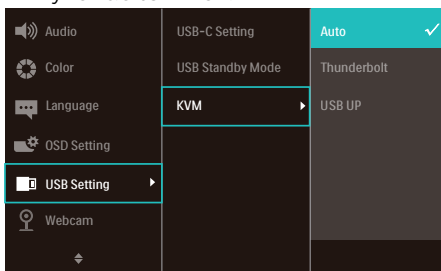 Audio
Color
Language
OSD Setting
USB Setting
Webcam
USB-C Setting
USB Standby Mode
KVM
Auto
Thunderbolt
USB UP